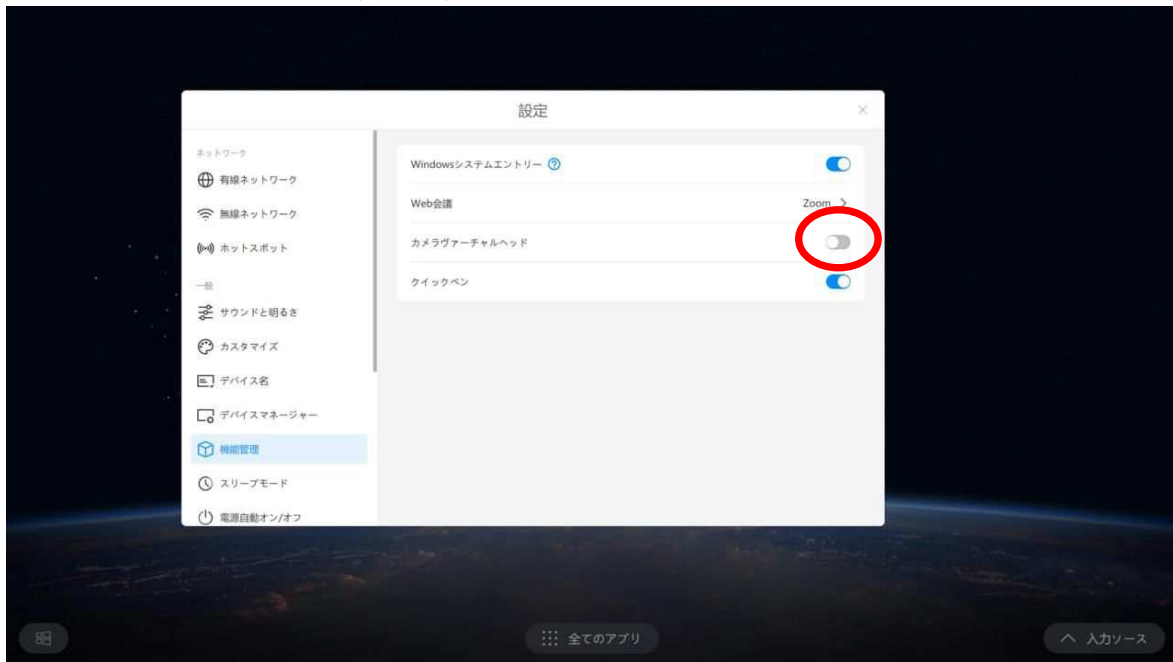 設定
ネットワーク
有線ネットワーク
無線ネットワーク
ホットスポット
一般
サウンドと明るさ
カスタマイズ
デバイス名
デバイスマネージャー
機能管理
スリープモード
電源自動オン/オフ
Windowsシステムエントリー
Web会議 Zoom
カメラヴァーチャルヘッド
クイックペン
全てのアプリ
入力ソース